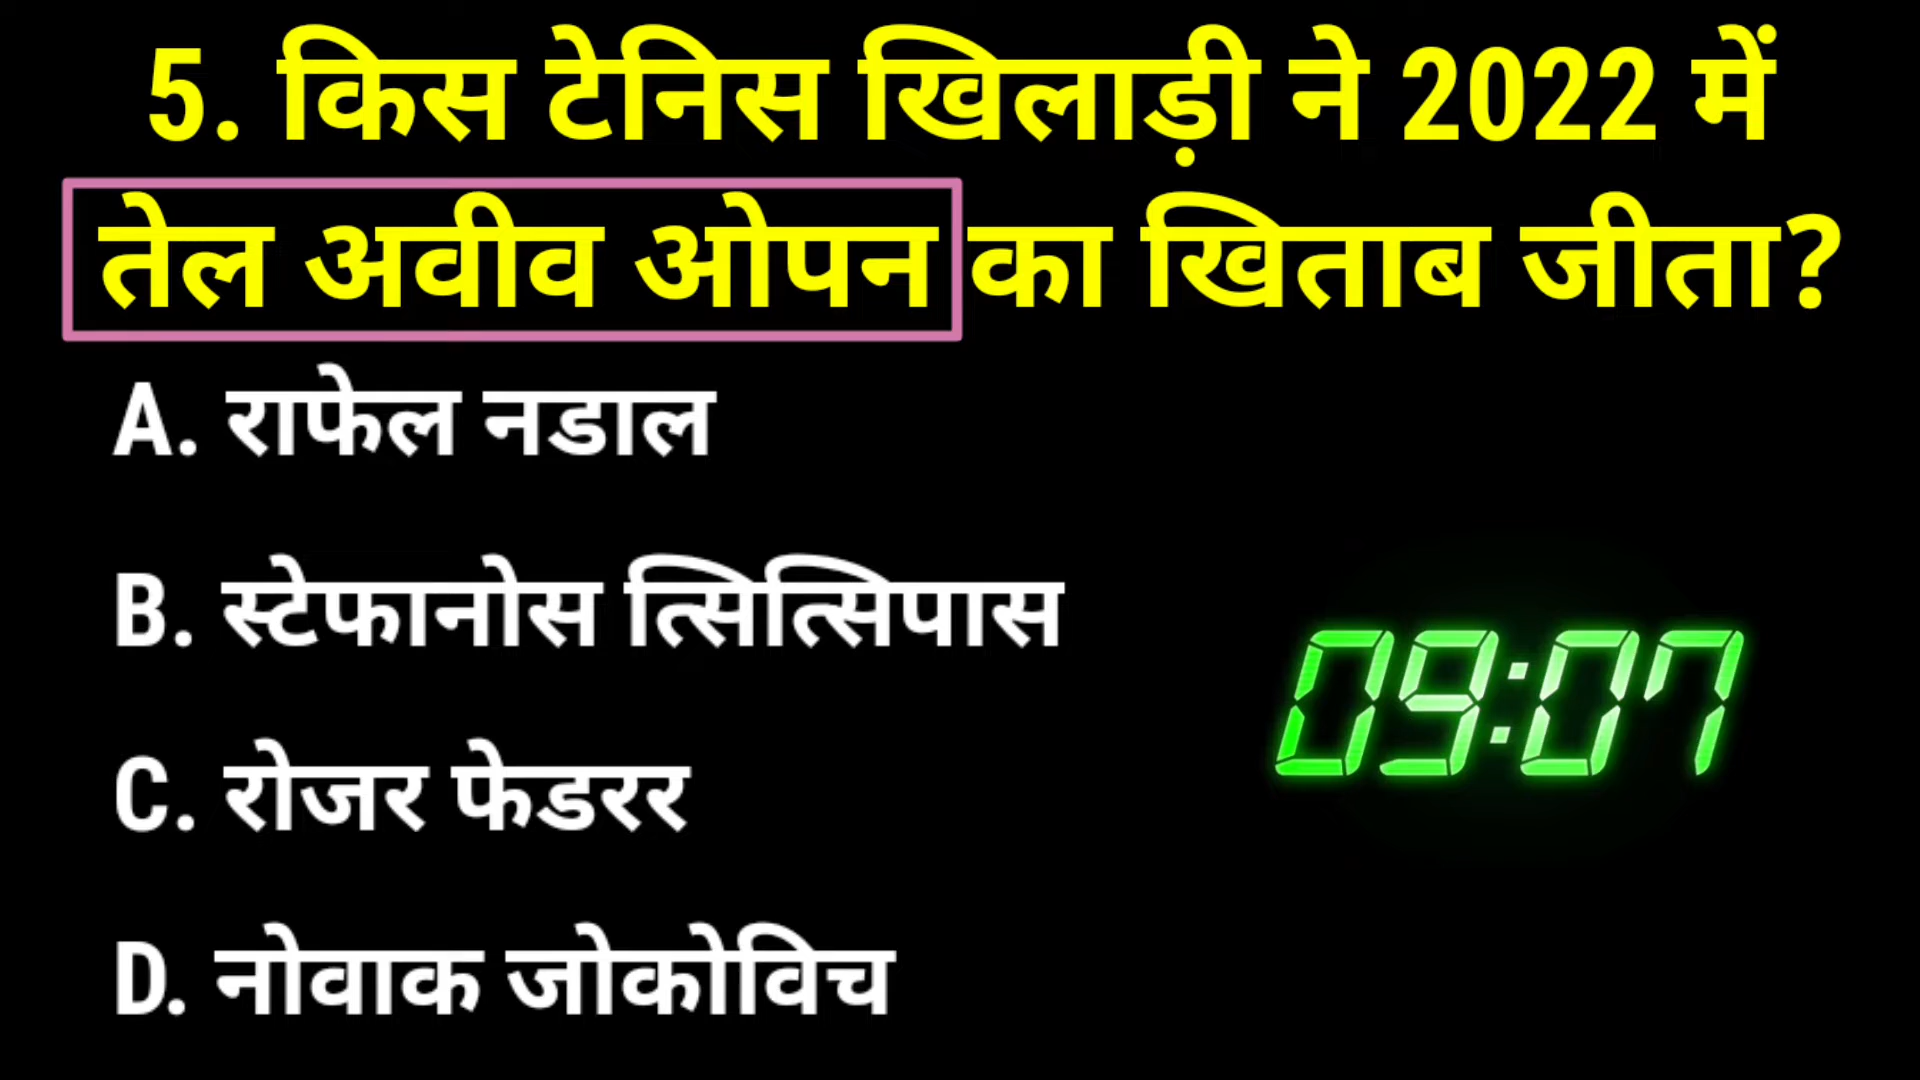 5. किस टेनिस खिलाड़ी ने 2022 में
तेल अवीव ओपन का खिताब जीता?
A. राफेल नडाल
B. स्टेफानोस त्सित्सिपास
09:07
C. रोजर फेडरर
D. नोवाक जोकोविच